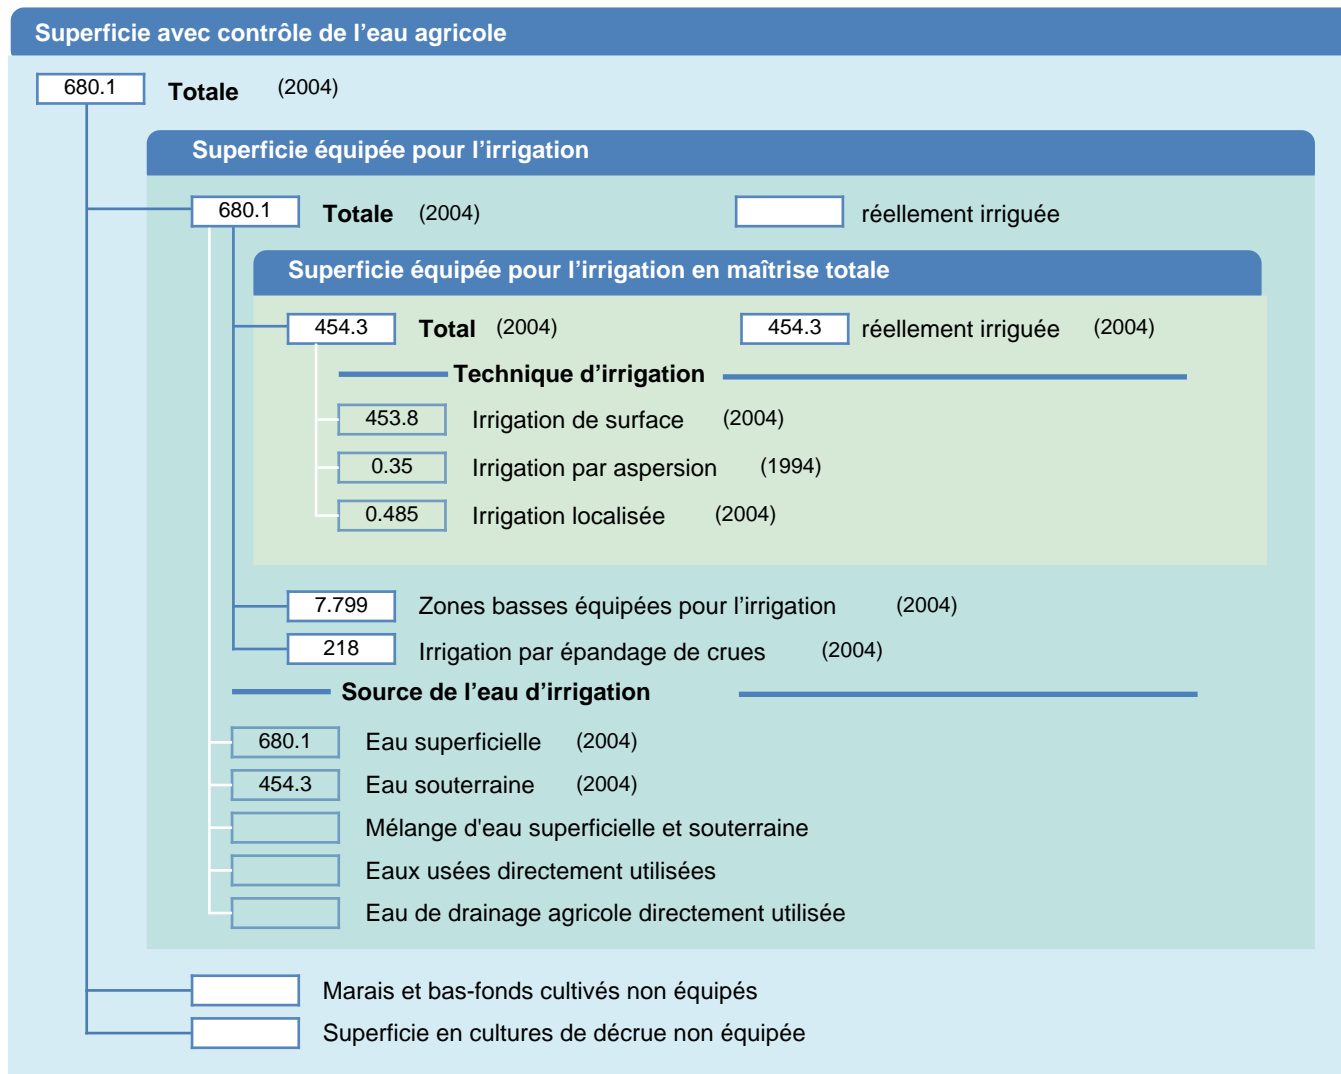 Superficie avec contrôle de l'eau agricole
680.1 Totale (2004)
Superficie équipée pour l'irrigation
680.1 Totale (2004) réellement irriguée
Superficie équipée pour l'irrigation en maîtrise totale
454.3 Total (2004) 454.3 réellement irriguée (2004)
Technique d'irrigation
453.8 Irrigation de surface (2004)
0.35 Irrigation par aspersion (1994)
0.485 Irrigation localisée (2004)
7.799 Zones basses équipées pour l'irrigation (2004)
218 Irrigation par épandage de crues (2004)
Source de l'eau d'irrigation
680.1 Eau superficielle (2004)
454.3 Eau souterraine (2004)
Mélange d'eau superficielle et souterraine
Eaux usées directement utilisées
Eau de drainage agricole directement utilisée
Marais et bas-fonds cultivés non équipés
Superficie en cultures de décrue non équipée